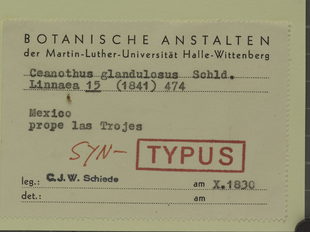 BOTANISCHE ANSTALTEN
der Martin-Luther-Universität Halle-Wittenberg
Ceanothus glandulosus Schld.
Linnaea 15 (1841) 474
Mexico
prope las Trojes
SYN- TYPUS
leg.: C.J.W. Schiede am X.1830
det.: am